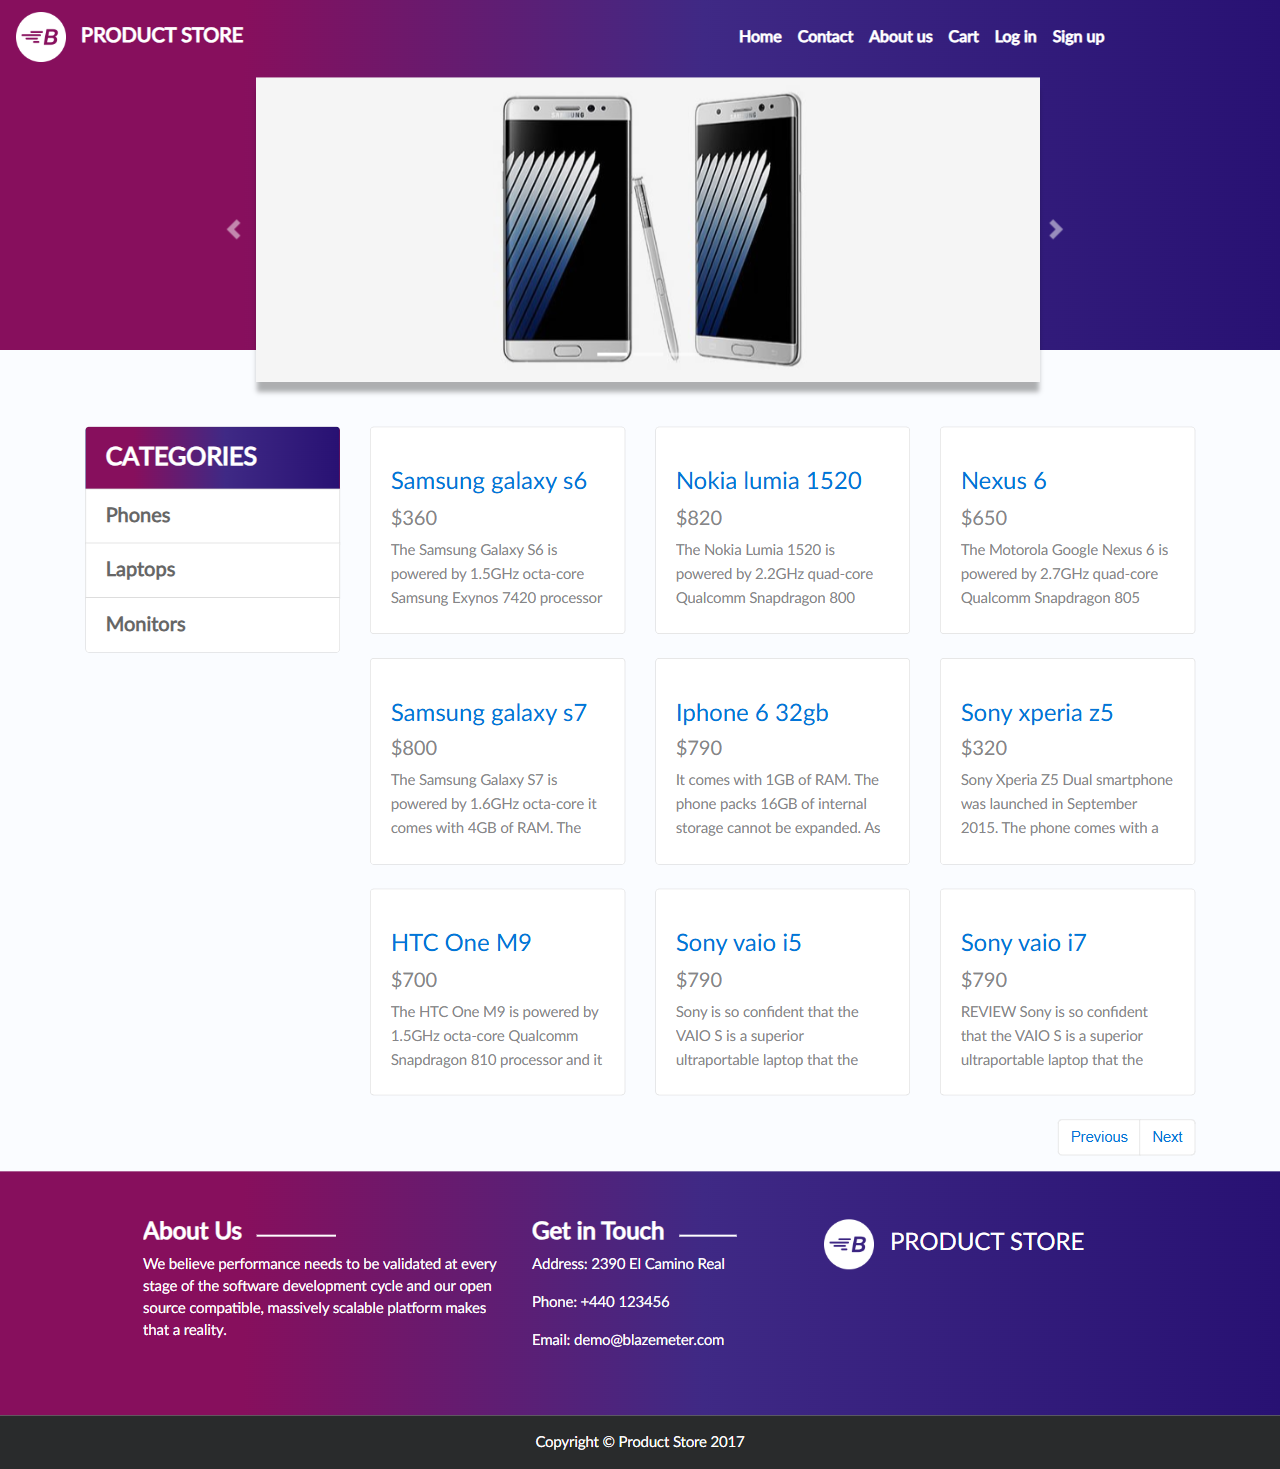 B PRODUCT STORE
Home Contact About us Cart Log in Sign up
SAMSUNG
CATEGORIES
Phones
Laptops
Monitors
Samsung galaxy s6
$360
The Samsung Galaxy S6 is
powered by 1.5GHz octa-core
Samsung Exynos 7420 processor
Nokia lumia 1520
$820
The Nokia Lumia 1520 is
powered by 2.2GHz quad-core
Qualcomm Snapdragon 800
Nexus 6
$650
The Motorola Google Nexus 6 is
powered by 2.7GHz quad-core
Qualcomm Snapdragon 805
Samsung galaxy s7
$800
The Samsung Galaxy S7 is
powered by 1.6GHz octa-core it
comes with 4GB of RAM. The
Iphone 6 32gb
$790
It comes with 1GB of RAM. The
phone packs 16GB of internal
storage cannot be expanded. As
Sony xperia z5
$320
Sony Xperia Z5 Dual smartphone
was launched in September
2015. The phone comes with a
HTC One M9
$700
The HTC One M9 is powered by
1.5GHz octa-core Qualcomm
Snapdragon 810 processor and it
Sony vaio i5
$790
Sony is so confident that the
VAIO S is a superior
ultraportable laptop that the
Sony vaio i7
$790
REVIEW Sony is so confident
that the VAIO S is a superior
ultraportable laptop that the
Previous Next
About Us
We believe performance needs to be validated at every
stage of the software development cycle and our open
source compatible, massively scalable platform makes
that a reality.
Get in Touch
Address: 2390 El Camino Real
Phone: +440 123456
Email: demo@blazemeter.com
B PRODUCT STORE
Copyright © Product Store 2017